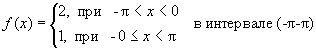 f(x) = { 2, при - π < x < 0
1, при - 0 ≤ x < π
в интервале (-π-π)